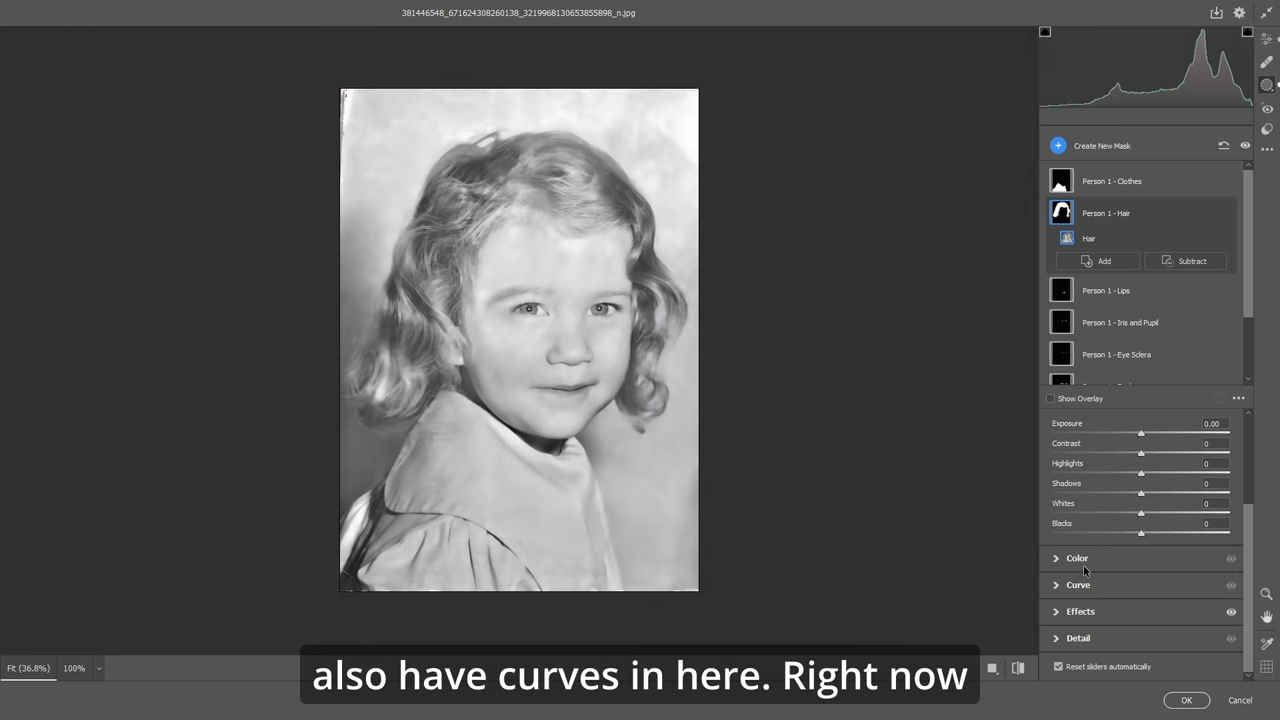 381446548_671624308260138_3219968130653855898_n.jpg
Create New Mask
Person 1 - Clothes
Person 1 - Hair
Hair
Add
Subtract
Person 1 - Lips
Person 1 - Iris and Pupil
Person 1 - Eye Sclera
Show Overlay
Exposure 0.00
Contrast 0
Highlights 0
Shadows 0
Whites 0
Blacks 0
Color
Curve
Effects
Detail
Reset sliders automatically
Fit (36.8%) 100%
also have curves in here. Right now
OK Cancel